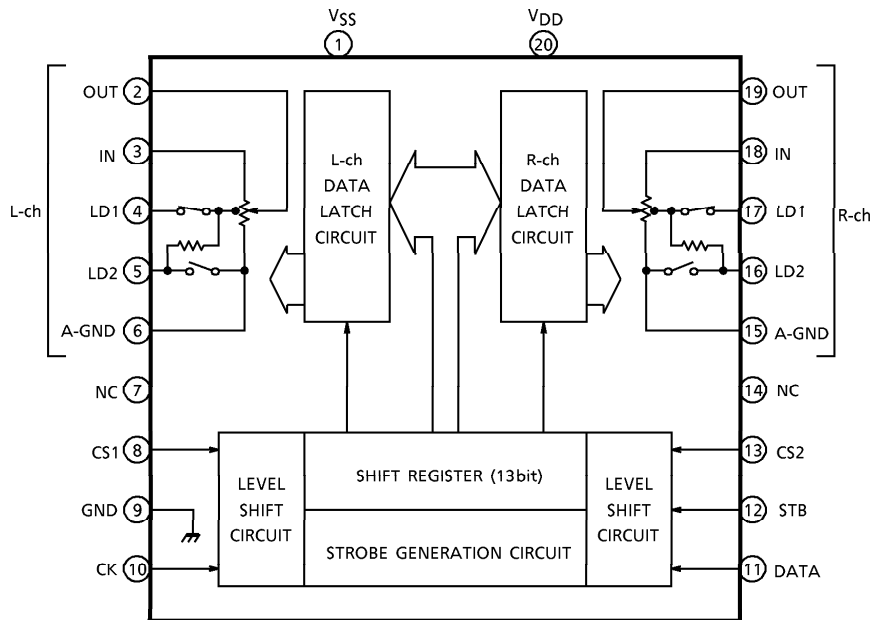 VSS
1
VDD
20
OUT 2
19 OUT
IN 3
18 IN
L-ch
DATA
LATCH
CIRCUIT
R-ch
DATA
LATCH
CIRCUIT
L-ch
LD1 4
17 LD1
R-ch
LD2 5
16 LD2
A-GND 6
15 A-GND
NC 7
14 NC
CS1 8
13 CS2
LEVEL
SHIFT
CIRCUIT
SHIFT REGISTER (13bit)
LEVEL
SHIFT
CIRCUIT
GND 9
12 STB
STROBE GENERATION CIRCUIT
CK 10
11 DATA